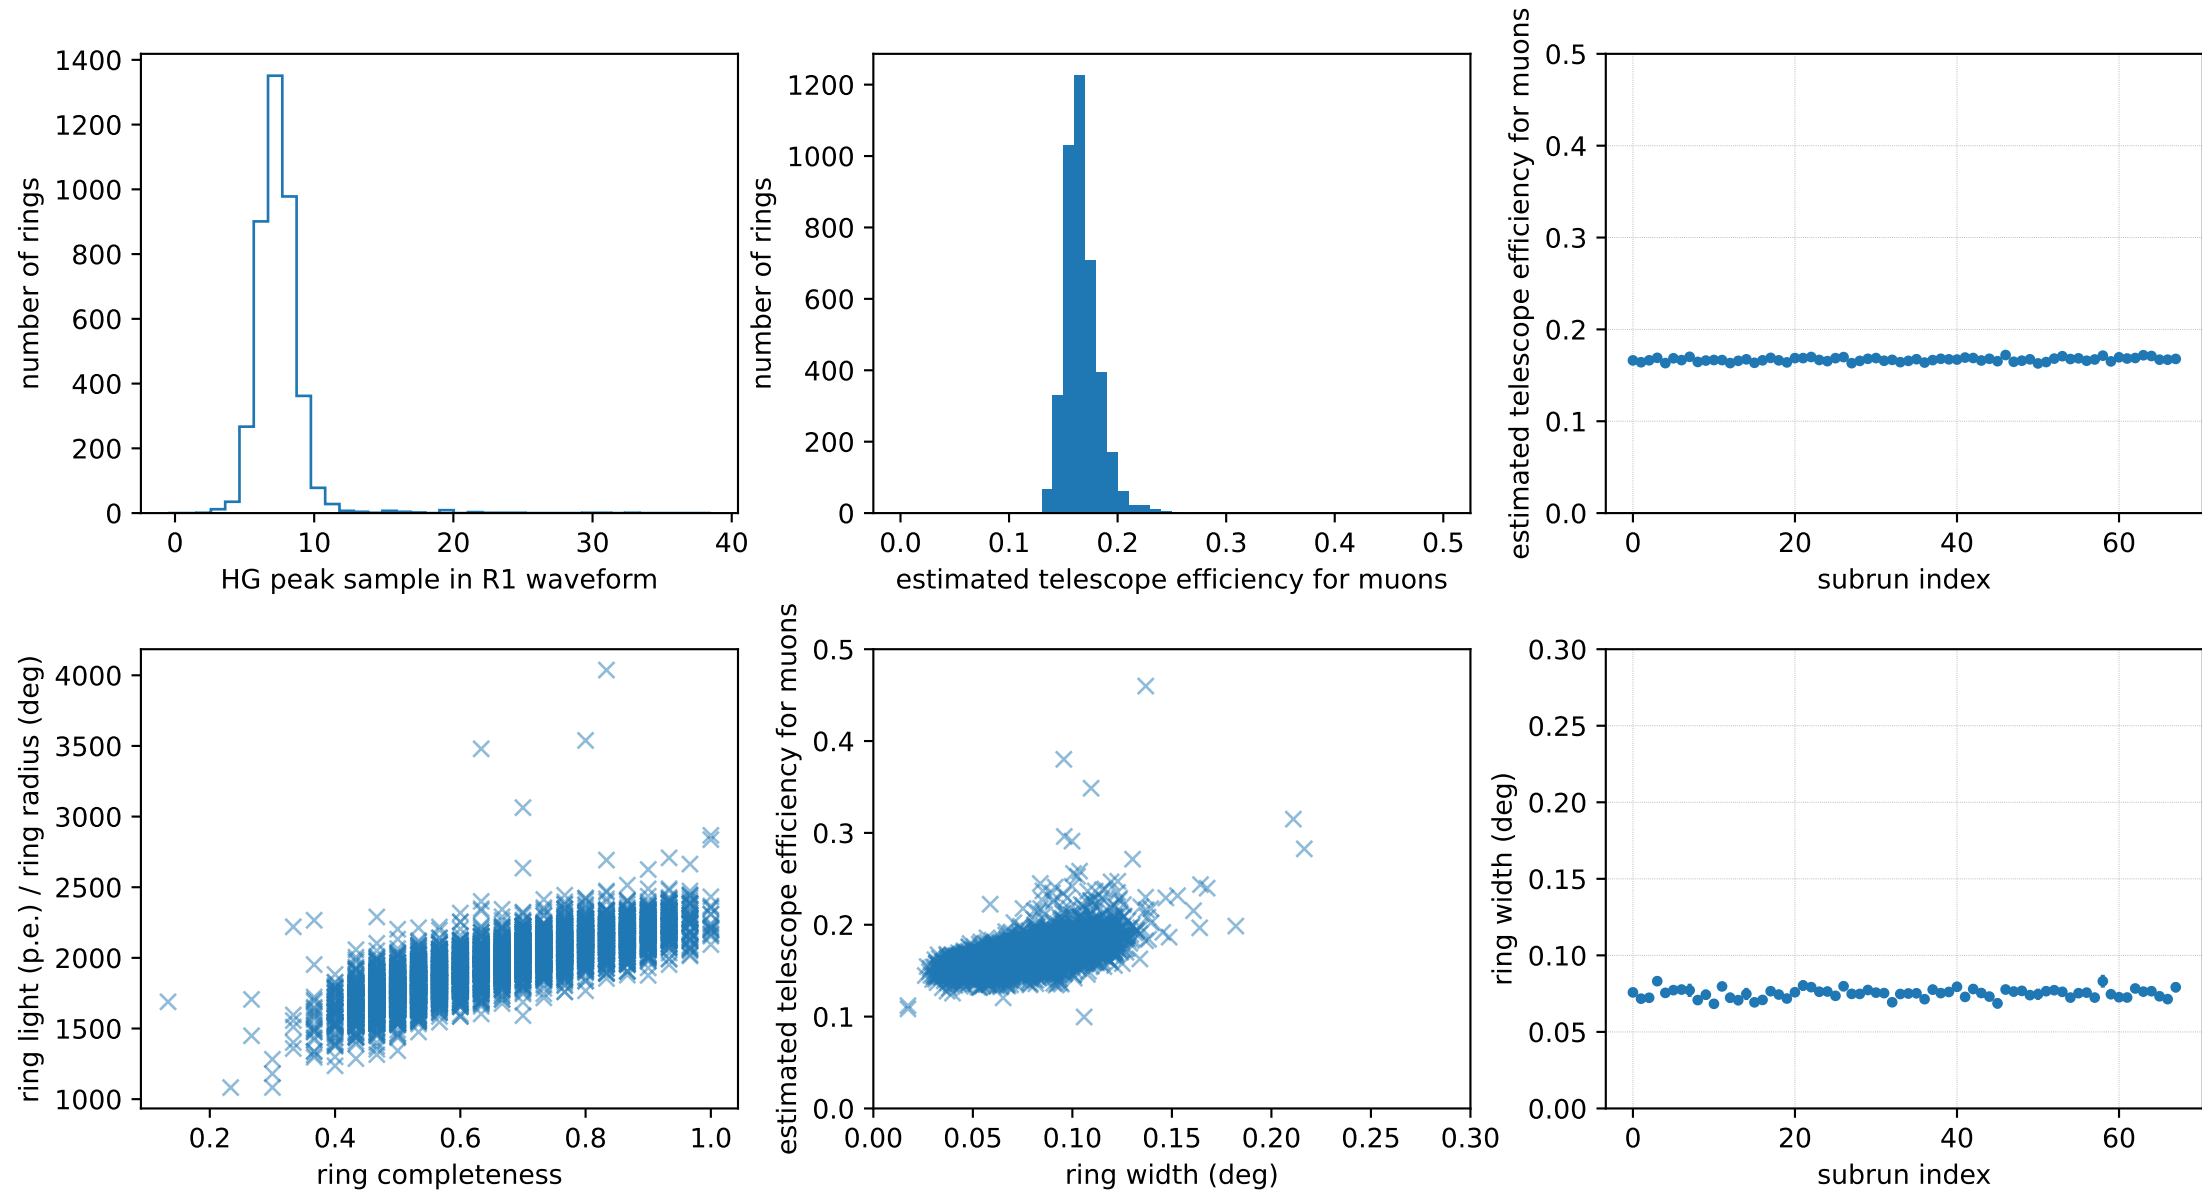 number of rings
1400
1200
1000
800
600
400
200
0
0 10 20 30 40
HG peak sample in R1 waveform
number of rings
1200
1000
800
600
400
200
0
0.0 0.1 0.2 0.3 0.4 0.5
estimated telescope efficiency for muons
estimated telescope efficiency for muons
0.5
0.4
0.3
0.2
0.1
0.0
0 20 40 60
subrun index
ring light (p.e.) / ring radius (deg)
4000
3500
3000
2500
2000
1500
1000
0.2 0.4 0.6 0.8 1.0
ring completeness
estimated telescope efficiency for muons
0.5
0.4
0.3
0.2
0.1
0.0
0.00 0.05 0.10 0.15 0.20 0.25 0.30
ring width (deg)
ring width (deg)
0.30
0.25
0.20
0.15
0.10
0.05
0.00
0 20 40 60
subrun index